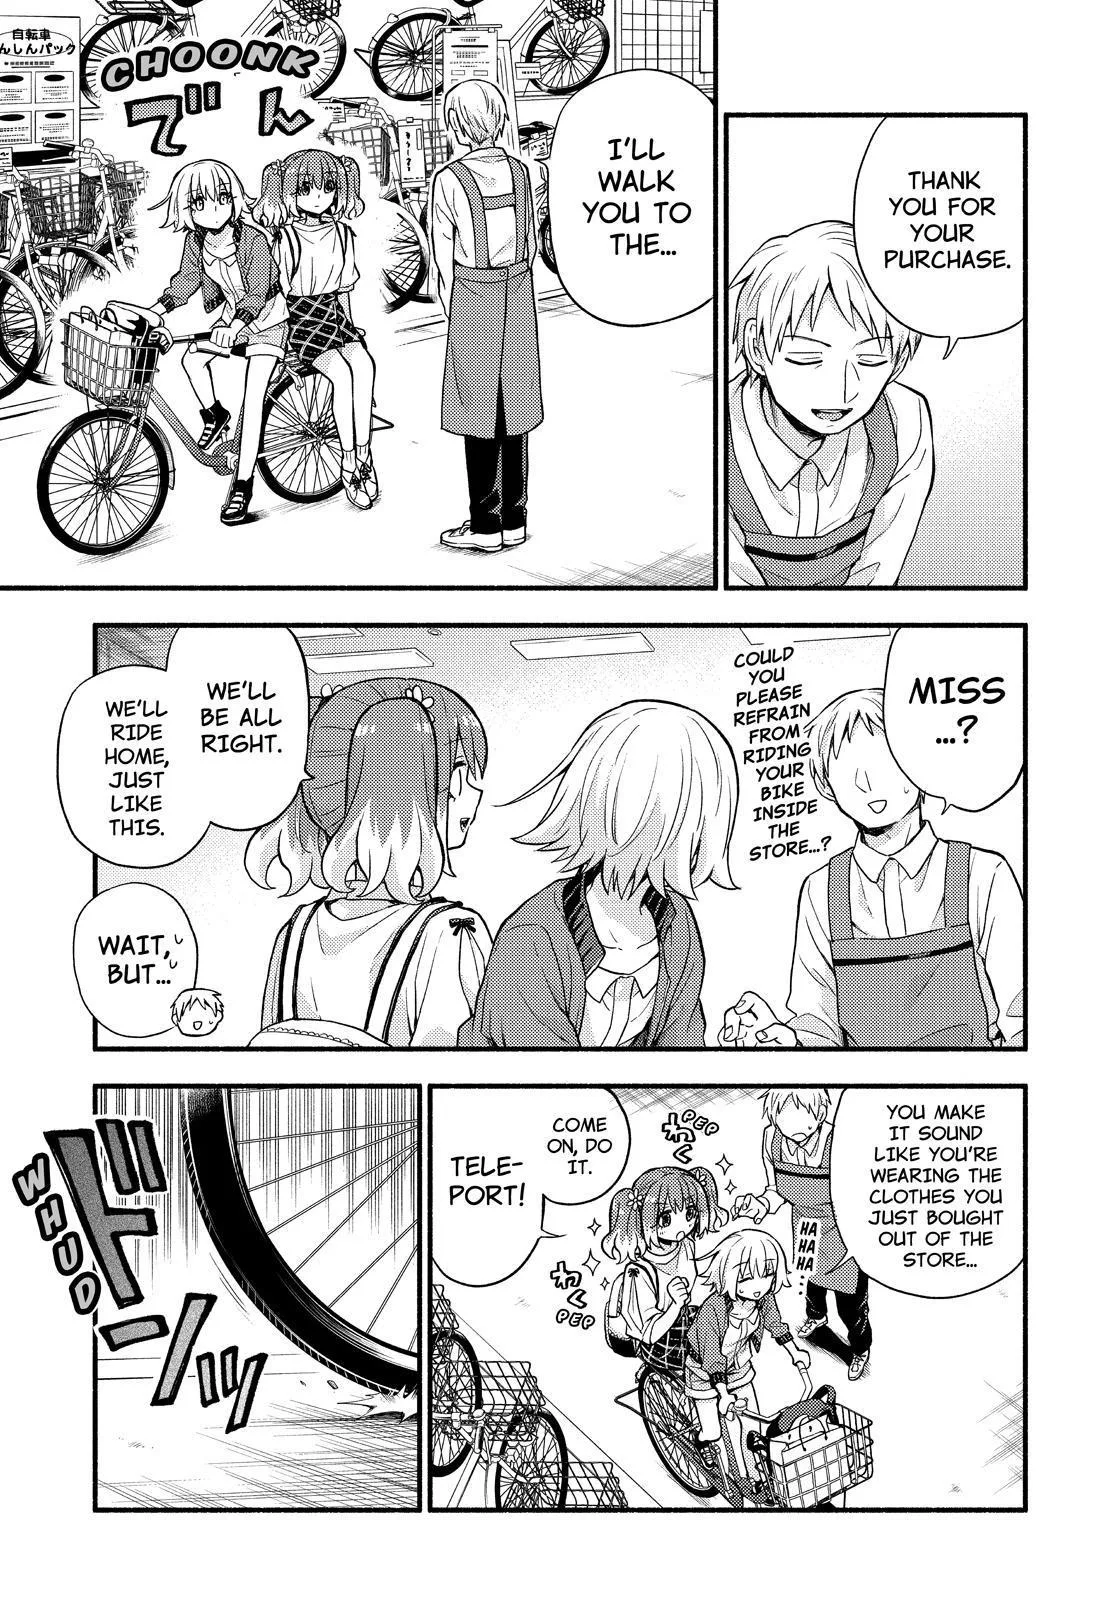 THANK
YOU FOR
YOUR
PURCHASE.
I'LL
WALK
YOU TO
THE...
CHOONK
でん
自転車
んしんパック
MISS
...?
COULD
YOU
PLEASE
REFRAIN
FROM
RIDING
YOUR
BIKE
INSIDE
THE
STORE...?
WE'LL
BE ALL
RIGHT.
WE'LL
RIDE
HOME,
JUST
LIKE
THIS.
WAIT,
BUT...
YOU MAKE
IT SOUND
LIKE YOU'RE
WEARING THE
CLOTHES YOU
JUST BOUGHT
OUT OF THE
STORE...
HA
HA
HA
わく
PEP
わく
PEP
COME
ON, DO
IT.
TELE-
PORT!
ドンッ
WHUD